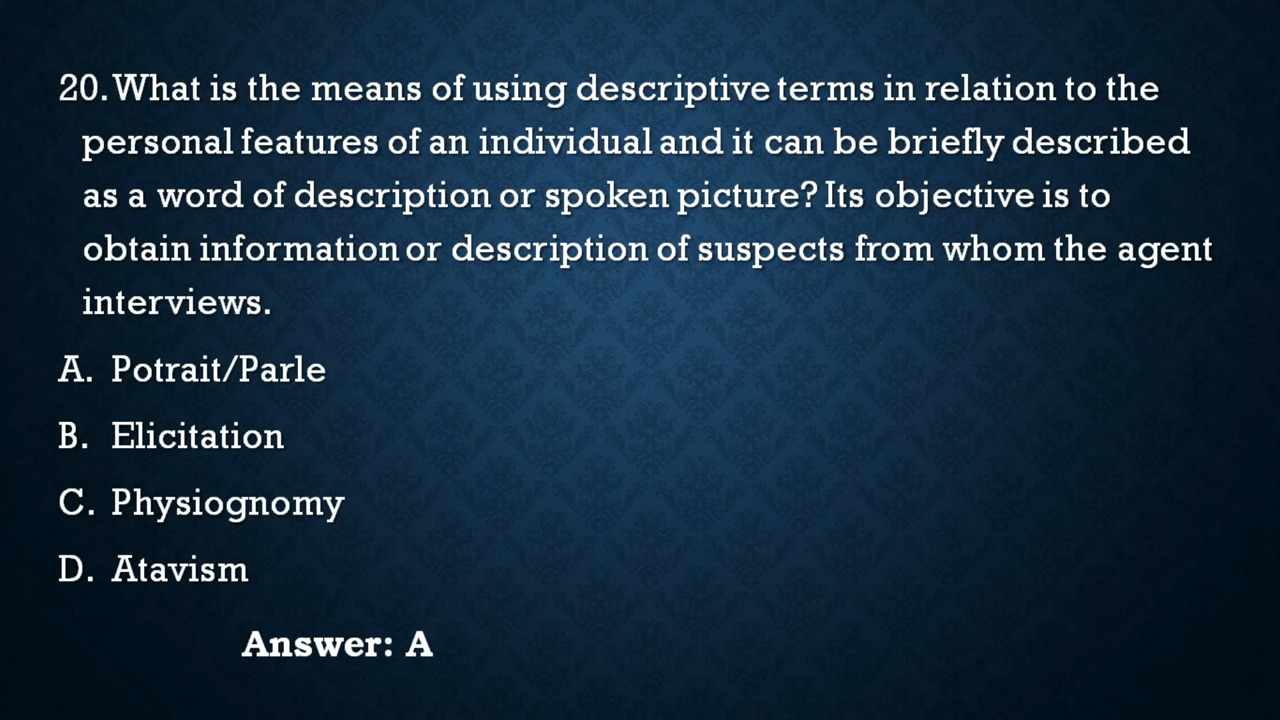 20. What is the means of using descriptive terms in relation to the
personal features of an individual and it can be briefly described
as a word of description or spoken picture? Its objective is to
obtain information or description of suspects from whom the agent
interviews.
A. Potrait/Parle
B. Elicitation
C. Physiognomy
D. Atavism
Answer: A